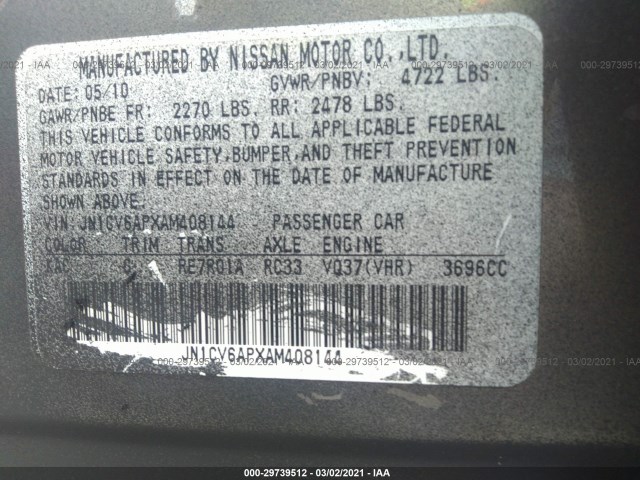 MANUFACTURED BY NISSAN MOTOR CO.,LTD.
DATE: 05/10 GVWR/PNBV: 4722 LBS.
GAWR/PNBE FR: 2270 LBS. RR: 2478 LBS.
THIS VEHICLE CONFORMS TO ALL APPLICABLE FEDERAL
MOTOR VEHICLE SAFETY,BUMPER,AND THEFT PREVENTION
STANDARDS IN EFFECT ON THE DATE OF MANUFACTURE
SHOWN ABOVE.
VIN:JN1CV6APXAM408144 PASSENGER CAR
COLOR TRIM TRANS AXLE ENGINE
KAC G RE7R01A RC33 VQ37(VHR) 3696CC
JN1CV6APXAM408144
000-29739512 - 03/02/2021 - IAA